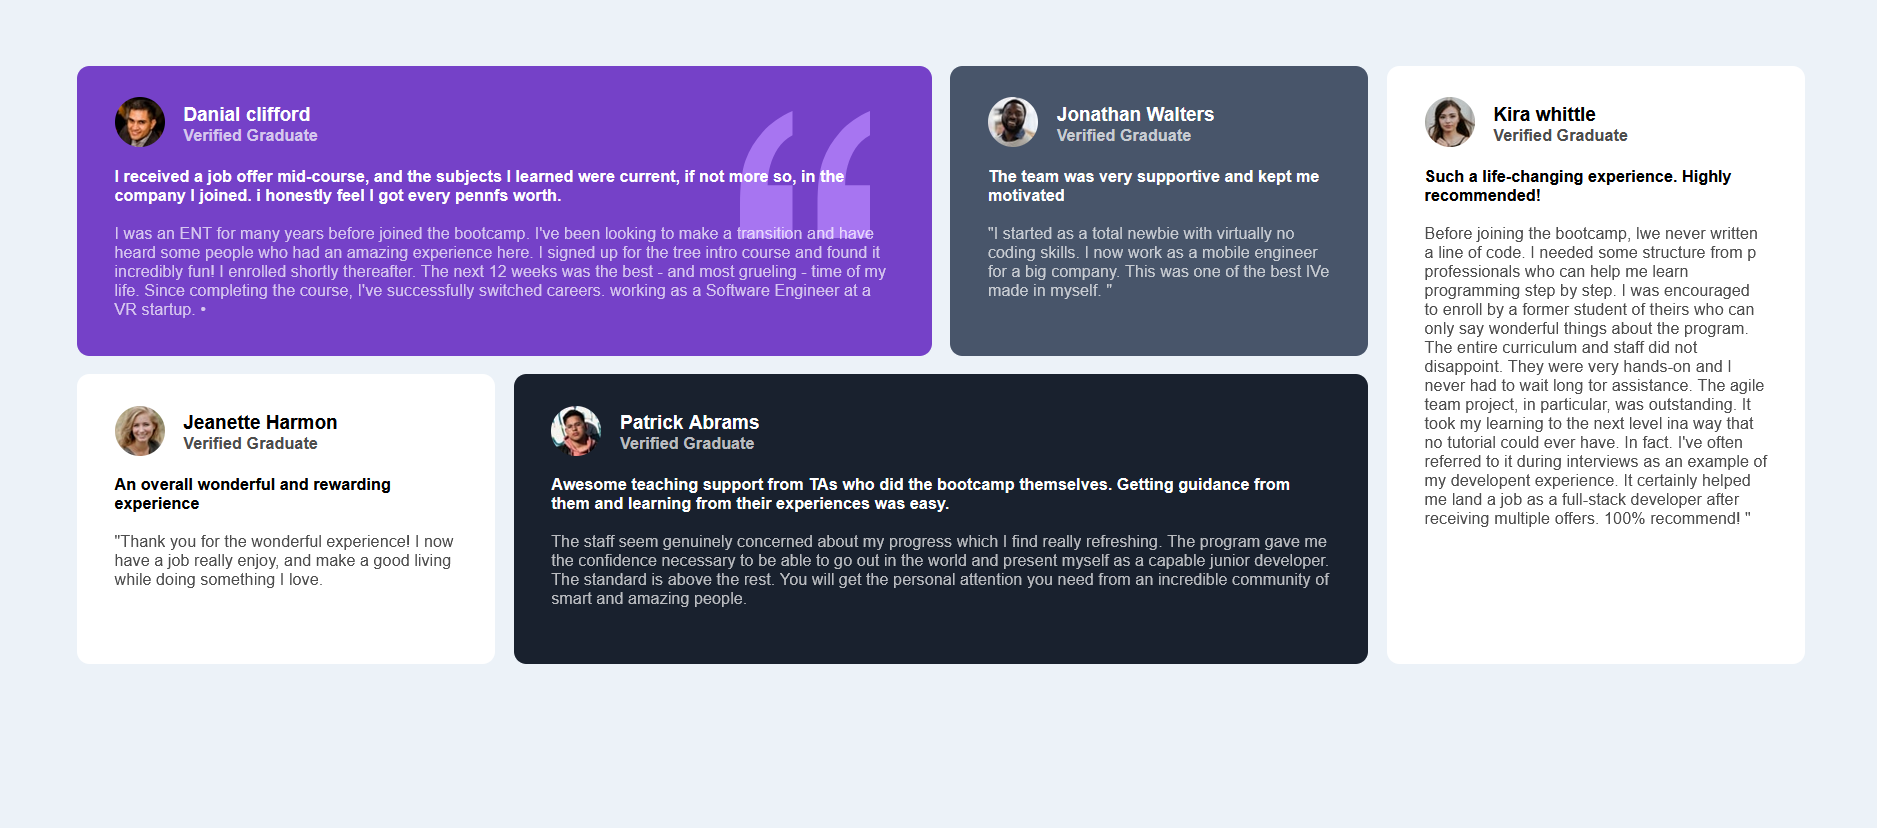 Danial clifford
Verified Graduate
I received a job offer mid-course, and the subjects I learned were current, if not more so, in the
company I joined. i honestly feel I got every pennfs worth.
I was an ENT for many years before joined the bootcamp. I've been looking to make a transition and have
heard some people who had an amazing experience here. I signed up for the tree intro course and found it
incredibly fun! I enrolled shortly thereafter. The next 12 weeks was the best - and most grueling - time of my
life. Since completing the course, I've successfully switched careers. working as a Software Engineer at a
VR startup. •
Jonathan Walters
Verified Graduate
The team was very supportive and kept me
motivated
"I started as a total newbie with virtually no
coding skills. I now work as a mobile engineer
for a big company. This was one of the best IVe
made in myself. "
Kira whittle
Verified Graduate
Such a life-changing experience. Highly
recommended!
Before joining the bootcamp, Iwe never written
a line of code. I needed some structure from p
professionals who can help me learn
programming step by step. I was encouraged
to enroll by a former student of theirs who can
only say wonderful things about the program.
The entire curriculum and staff did not
disappoint. They were very hands-on and I
never had to wait long tor assistance. The agile
team project, in particular, was outstanding. It
took my learning to the next level ina way that
no tutorial could ever have. In fact. I've often
referred to it during interviews as an example of
my developent experience. It certainly helped
me land a job as a full-stack developer after
receiving multiple offers. 100% recommend! "
Jeanette Harmon
Verified Graduate
An overall wonderful and rewarding
experience
"Thank you for the wonderful experience! I now
have a job really enjoy, and make a good living
while doing something I love.
Patrick Abrams
Verified Graduate
Awesome teaching support from TAs who did the bootcamp themselves. Getting guidance from
them and learning from their experiences was easy.
The staff seem genuinely concerned about my progress which I find really refreshing. The program gave me
the confidence necessary to be able to go out in the world and present myself as a capable junior developer.
The standard is above the rest. You will get the personal attention you need from an incredible community of
smart and amazing people.